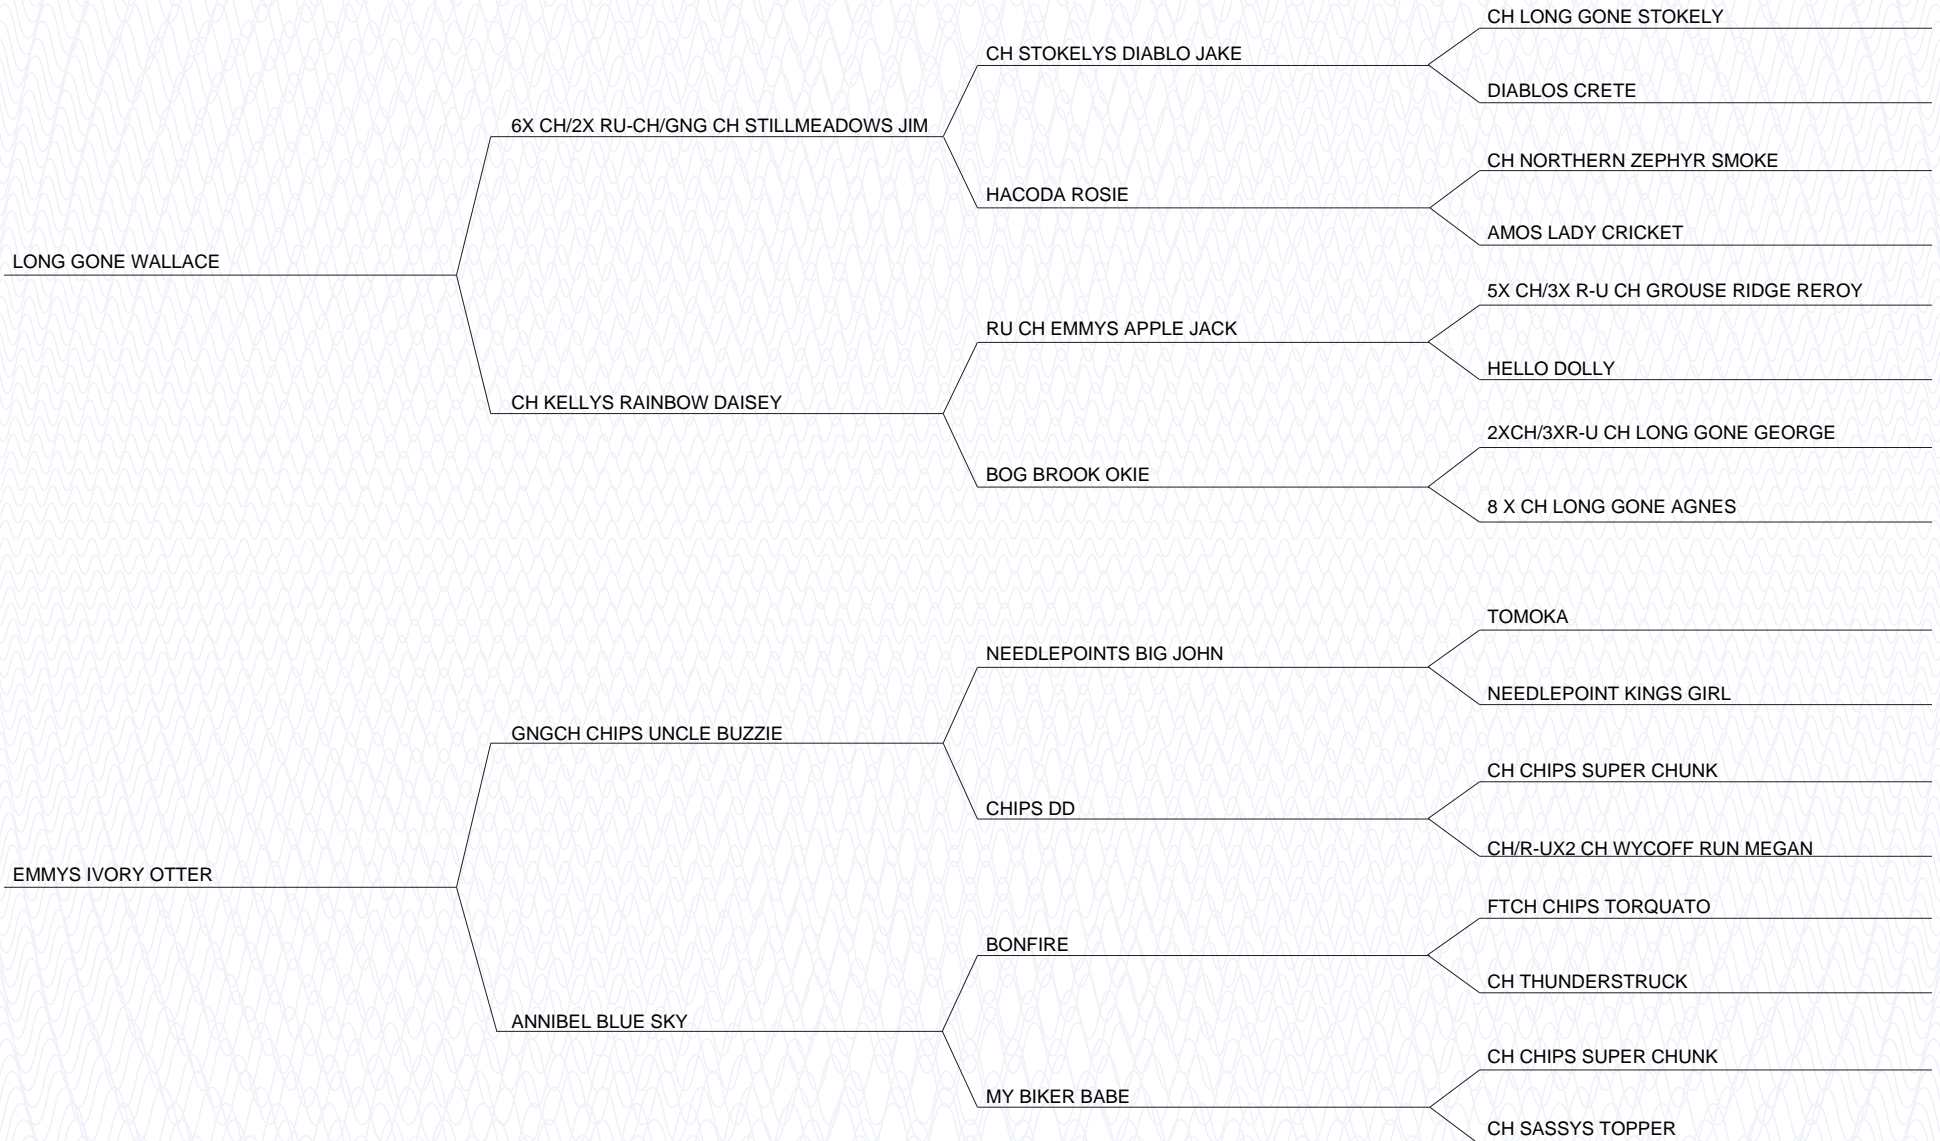 CH LONG GONE STOKELY
CH STOKELYS DIABLO JAKE
DIABLOS CRETE
6X CH/2X RU-CH/GNG CH STILLMEADOWS JIM
CH NORTHERN ZEPHYR SMOKE
HACODA ROSIE
AMOS LADY CRICKET
LONG GONE WALLACE
5X CH/3X R-U CH GROUSE RIDGE REROY
RU CH EMMYS APPLE JACK
HELLO DOLLY
CH KELLYS RAINBOW DAISEY
2XCH/3XR-U CH LONG GONE GEORGE
BOG BROOK OKIE
8 X CH LONG GONE AGNES
TOMOKA
NEEDLEPOINTS BIG JOHN
NEEDLEPOINT KINGS GIRL
GNGCH CHIPS UNCLE BUZZIE
CH CHIPS SUPER CHUNK
CHIPS DD
CH/R-UX2 CH WYCOFF RUN MEGAN
EMMYS IVORY OTTER
FTCH CHIPS TORQUATO
BONFIRE
CH THUNDERSTRUCK
ANNIBEL BLUE SKY
CH CHIPS SUPER CHUNK
MY BIKER BABE
CH SASSYS TOPPER